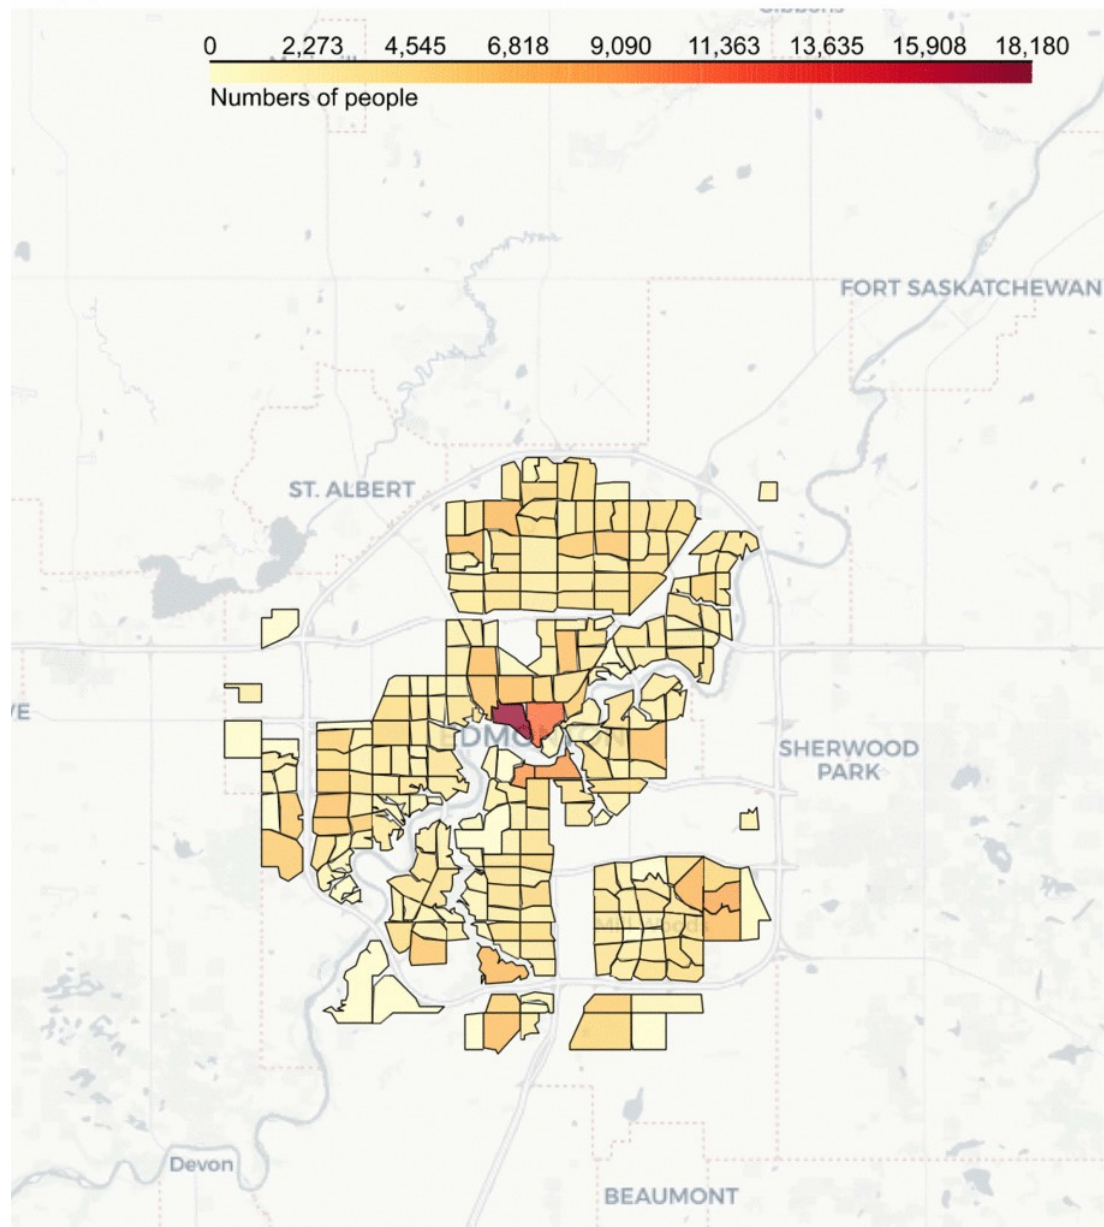 0 2,273 4,545 6,818 9,090 11,363 13,635 15,908 18,180
Numbers of people
FORT SASKATCHEWAN
ST. ALBERT
EDMONTON
SHERWOOD
PARK
Devon
BEAUMONT